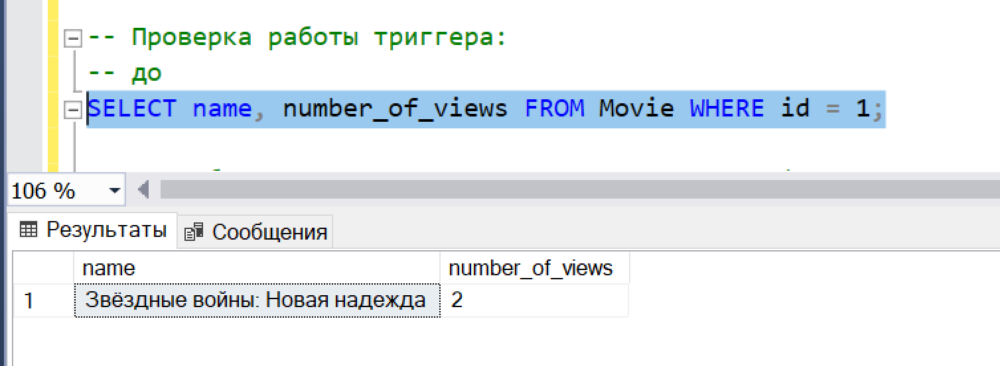 -- Проверка работы триггера:
-- до
SELECT name, number_of_views FROM Movie WHERE id = 1;
106 %
Результаты Сообщения
name number_of_views
1 Звёздные войны: Новая надежда 2